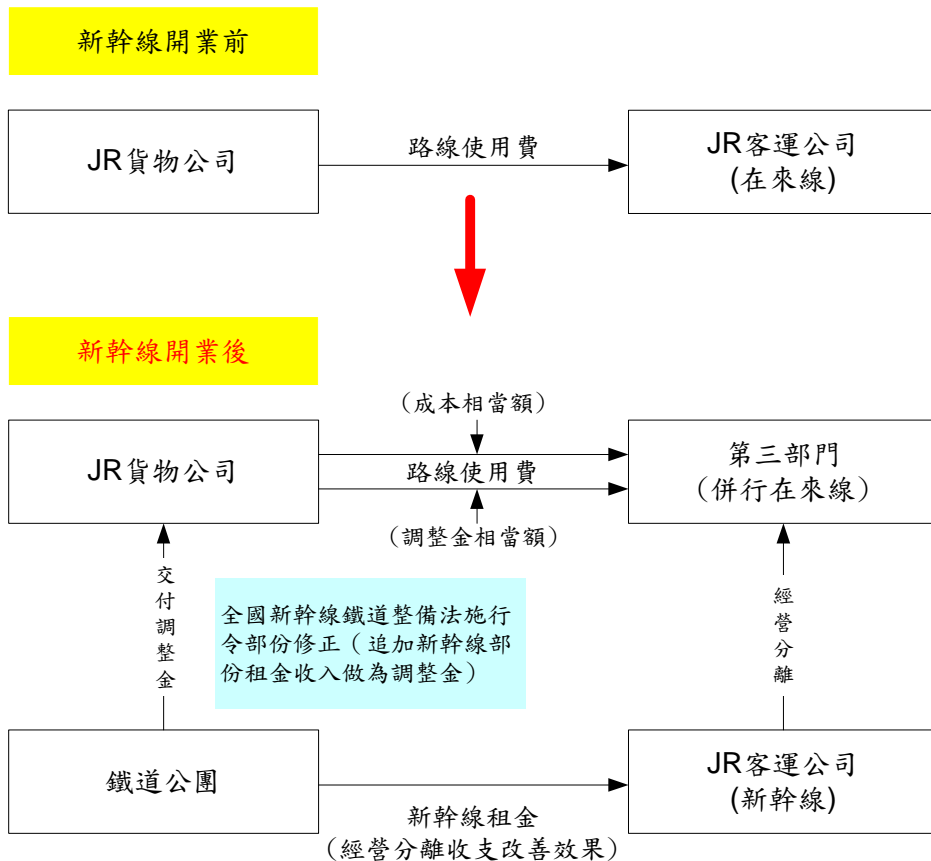 新幹線開業前
JR貨物公司
路線使用費
JR客運公司
(在來線)
新幹線開業後
(成本相當額)
JR貨物公司
路線使用費
第三部門
(併行在來線)
(調整金相當額)
交付調整金
全國新幹線鐵道整備法施行
令部份修正（追加新幹線部
份租金收入做為調整金）
經營分離
鐵道公團
JR客運公司
(新幹線)
新幹線租金
(經營分離收支改善效果)